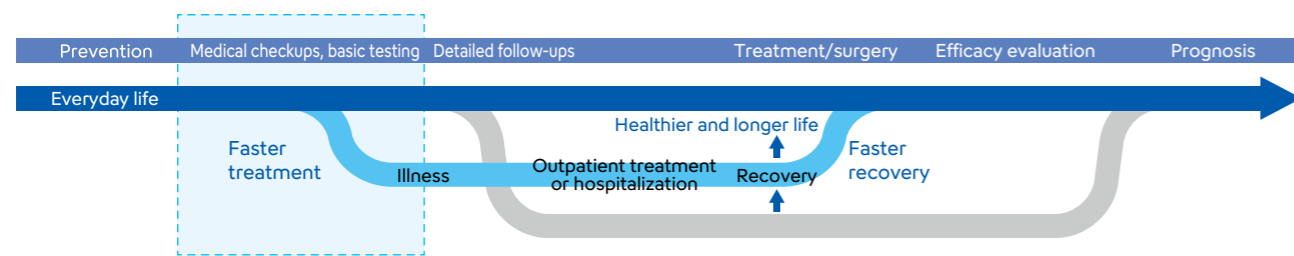 Prevention
Medical checkups, basic testing
Detailed follow-ups
Treatment/surgery
Efficacy evaluation
Prognosis
Everyday life
Healthier and longer life
Faster
treatment
Faster
recovery
Illness
Outpatient treatment
or hospitalization
Recovery